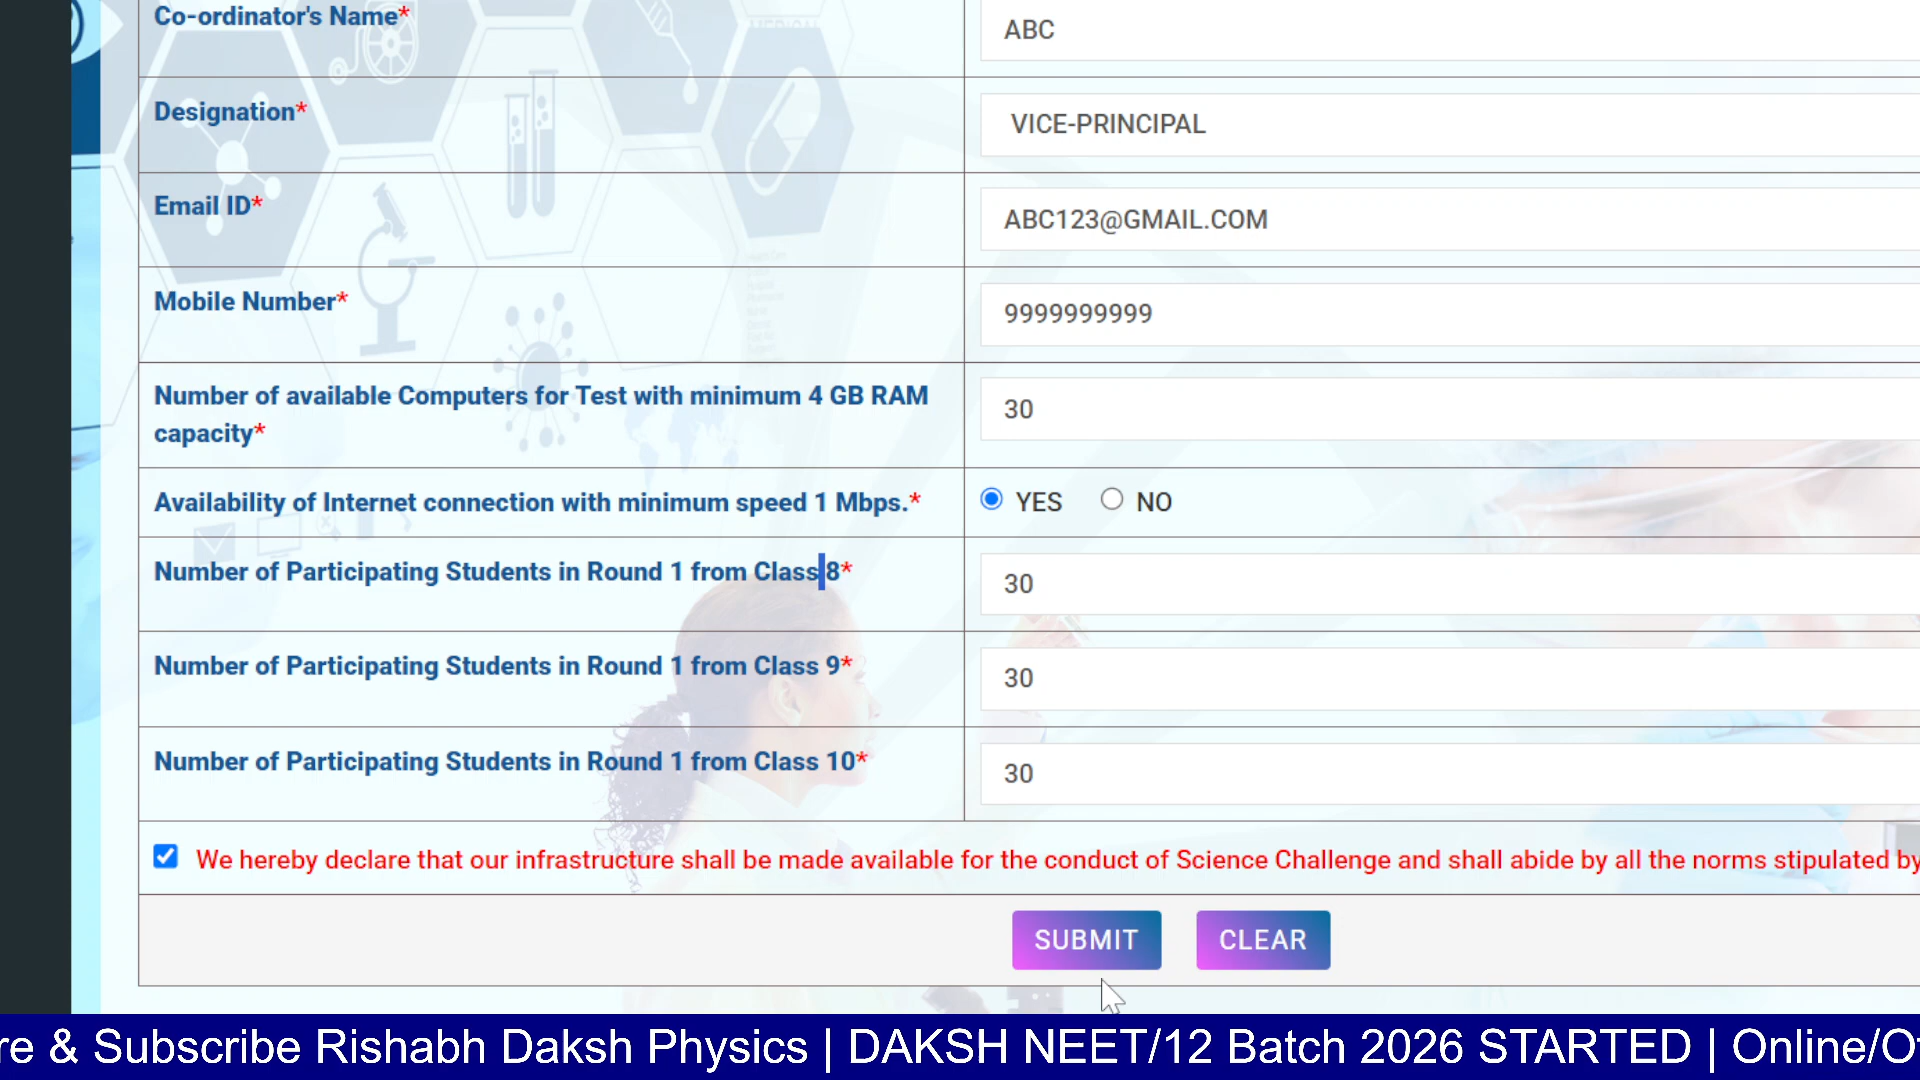 Co-ordinator's Name*
ABC
Designation*
VICE-PRINCIPAL
Email ID*
ABC123@GMAIL.COM
Mobile Number*
9999999999
Number of available Computers for Test with minimum 4 GB RAM
capacity*
30
Availability of Internet connection with minimum speed 1 Mbps.*
YES NO
Number of Participating Students in Round 1 from Class 8*
30
Number of Participating Students in Round 1 from Class 9*
30
Number of Participating Students in Round 1 from Class 10*
30
We hereby declare that our infrastructure shall be made available for the conduct of Science Challenge and shall abide by all the norms stipulated by
SUBMIT CLEAR
re & Subscribe Rishabh Daksh Physics | DAKSH NEET/12 Batch 2026 STARTED | Online/Of